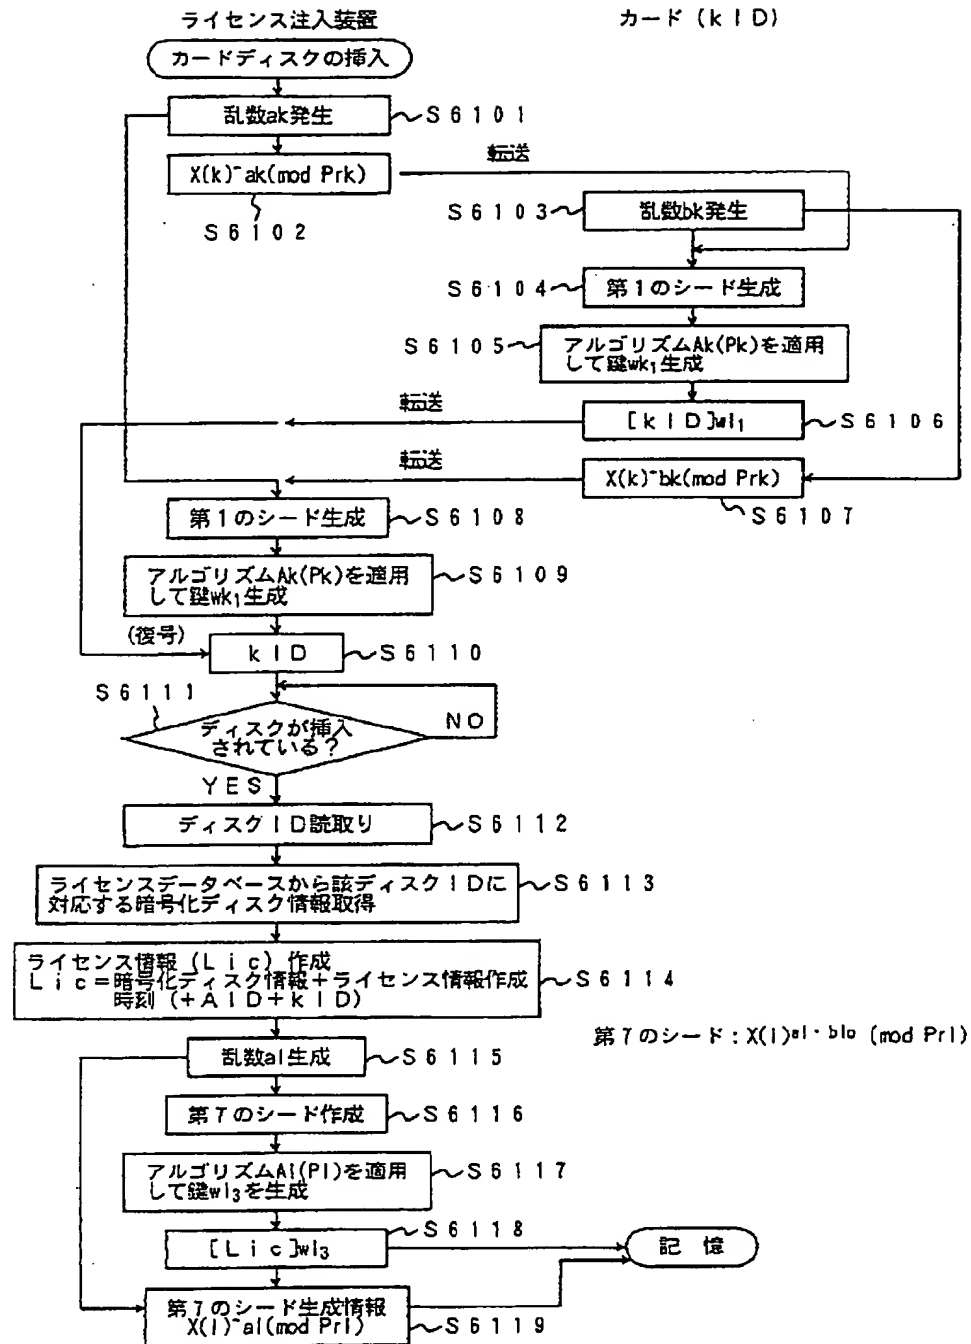 ライセンス注入装置
カード (kID)
カードディスクの挿入
乱数ak発生
S6101
X(k)^ak(mod Prk)
S6102
転送
S6103
乱数bk発生
S6104
第1のシード生成
S6105
アルゴリズムAk(Pk)を適用
して鍵wk₁生成
転送
[kID]wl₁
S6106
転送
X(k)^bk(mod Prk)
S6107
第1のシード生成
S6108
アルゴリズムAk(Pk)を適用
して鍵wk₁生成
S6109
(復号)
kID
S6110
S6111
ディスクが挿入
されている?
NO
YES
ディスクID読取り
S6112
ライセンスデータベースから該ディスクIDに
対応する暗号化ディスク情報取得
S6113
ライセンス情報 (Lic) 作成
Lic=暗号化ディスク情報+ライセンス情報作成
時刻 (+AID+kID)
S6114
第7のシード:X(l)^al・blp (mod Prl)
乱数al生成
S6115
第7のシード作成
S6116
アルゴリズムAl(Pl)を適用
して鍵wl₃を生成
S6117
[Lic]wl₃
S6118
記憶
第7のシード生成情報
X(l)^al(mod Prl)
S6119